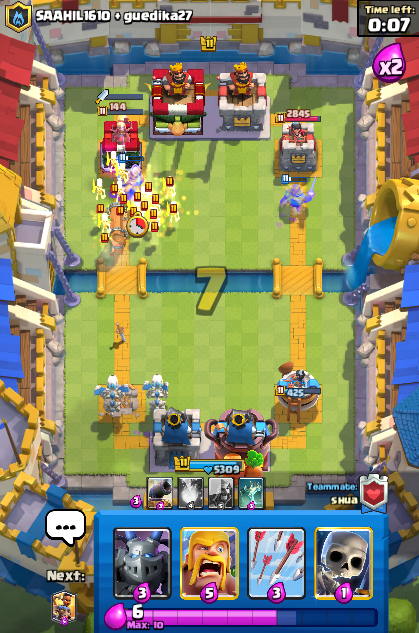 SAAHIL1610 + guedika27
Time left:
0:07
x2
144
2845
7
425
5309
Teammate:
shua
3
...
Next:
3
5
3
1
6
Max: 10